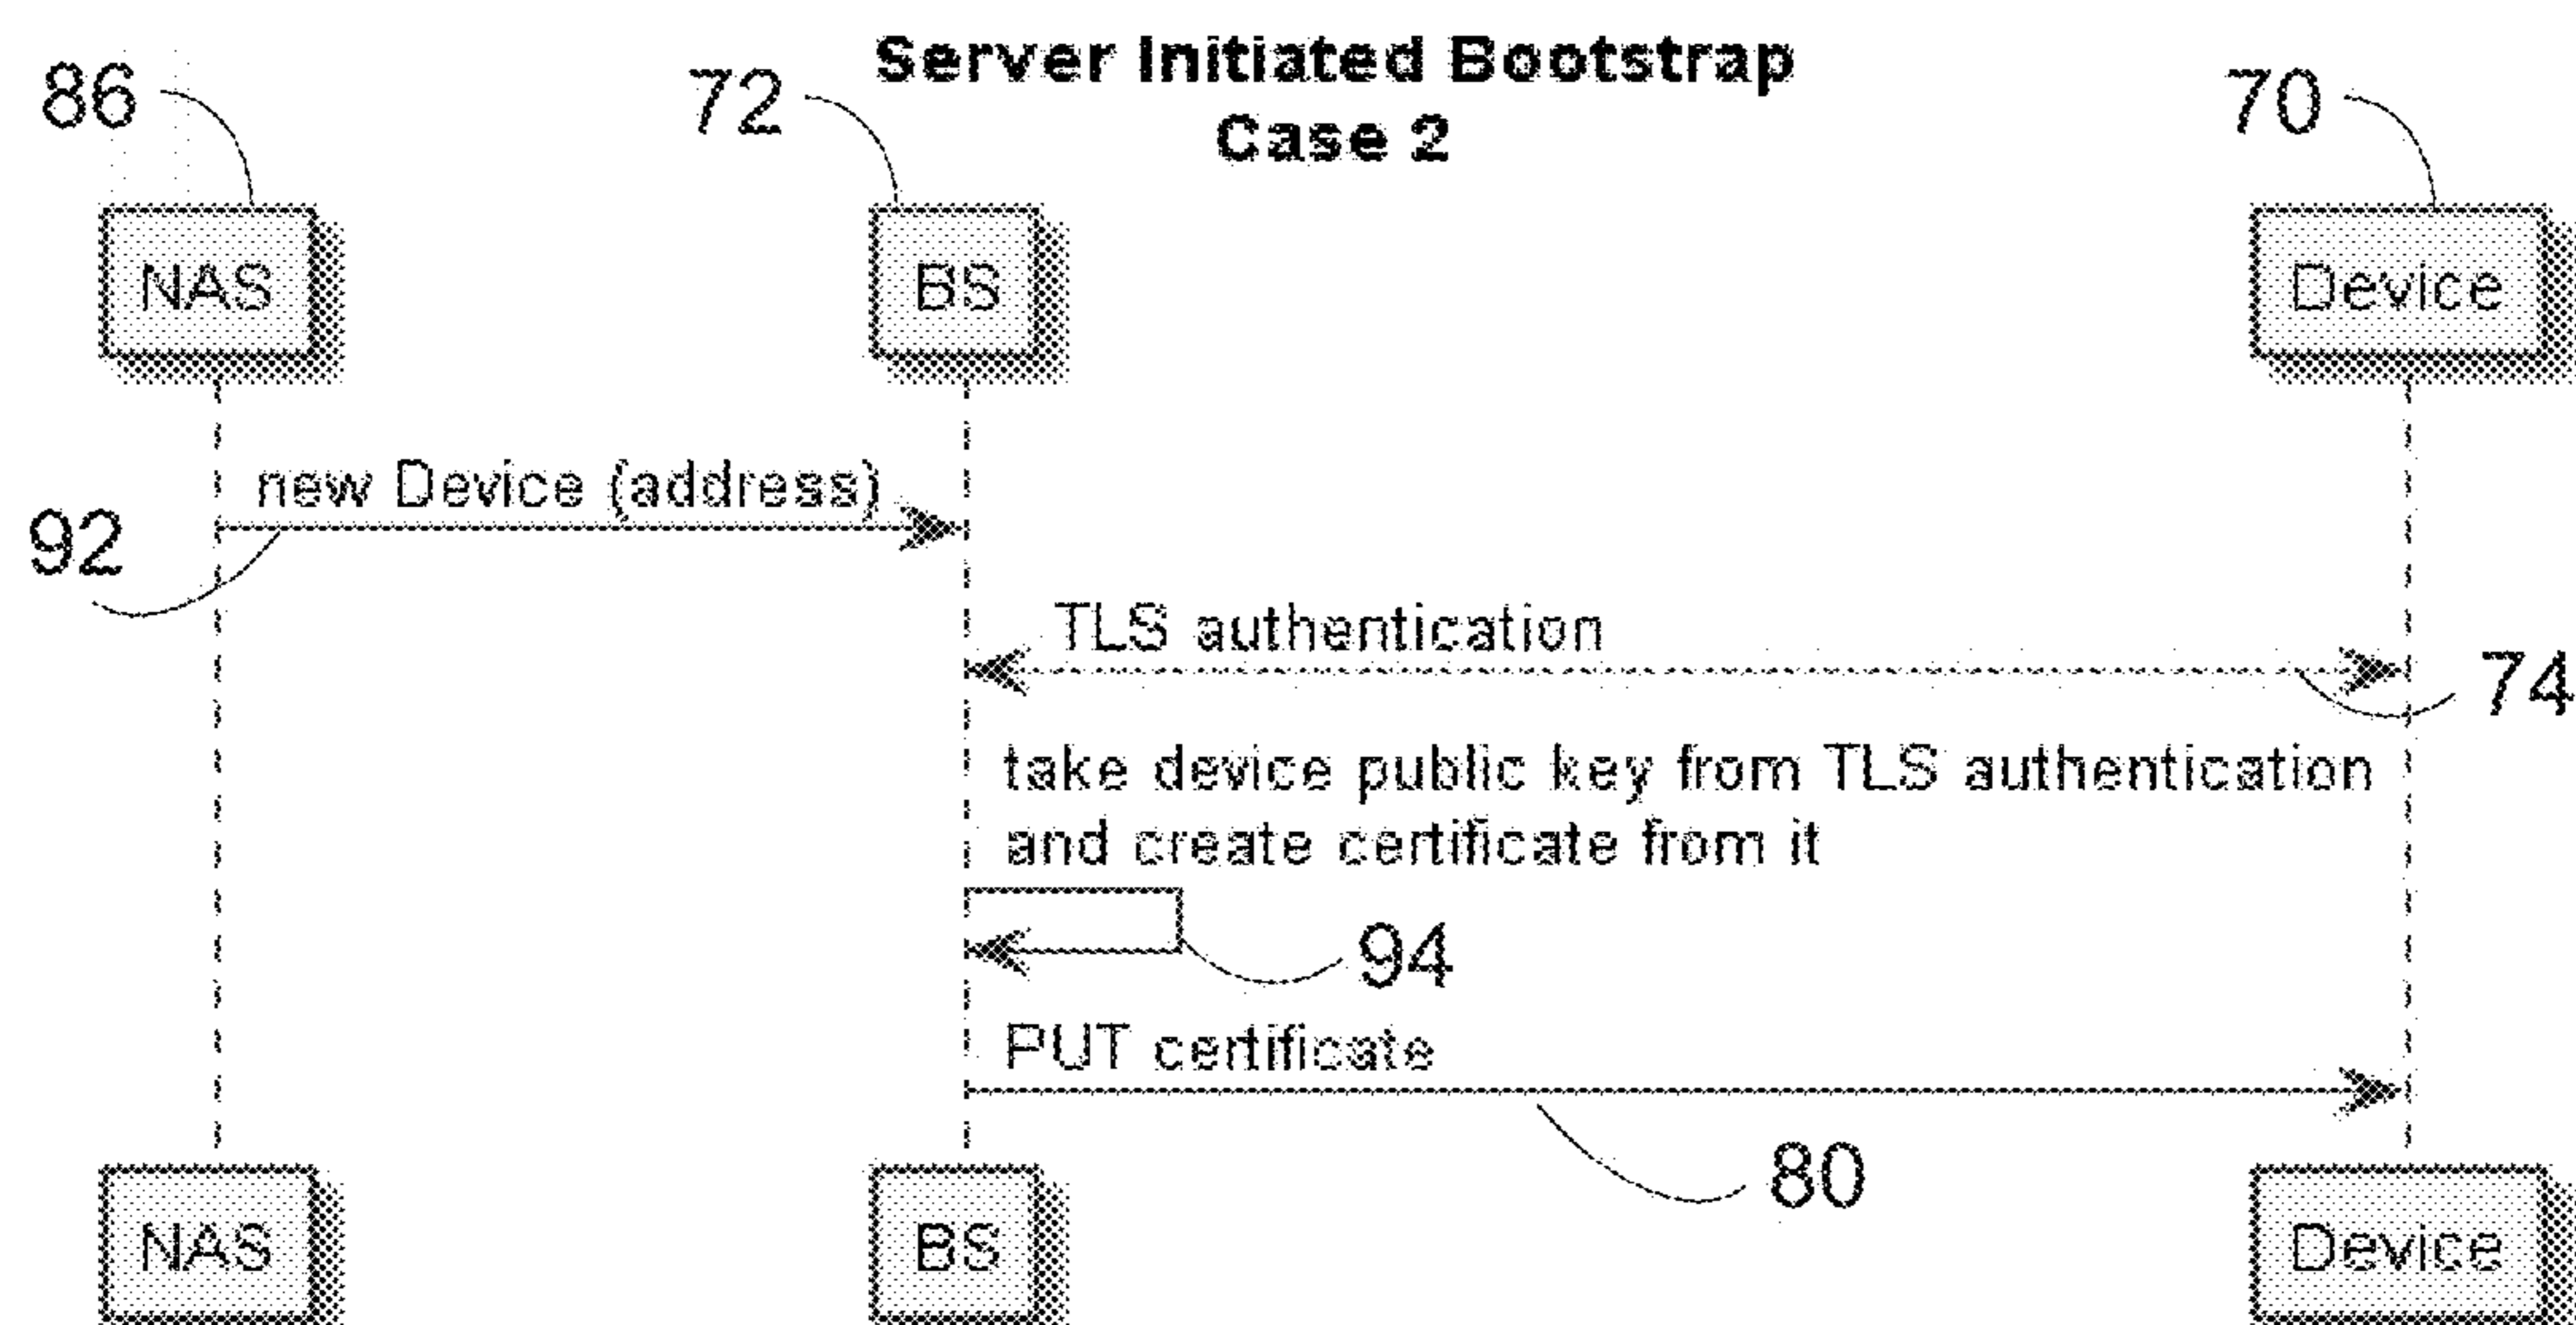 Server Initiated Bootstrap
Case 2
86
72
70
NAS
BS
Device
new Device (address)
92
TLS authentication
74
take device public key from TLS authentication
and create certificate from it
94
PUT certificate
80
NAS
BS
Device